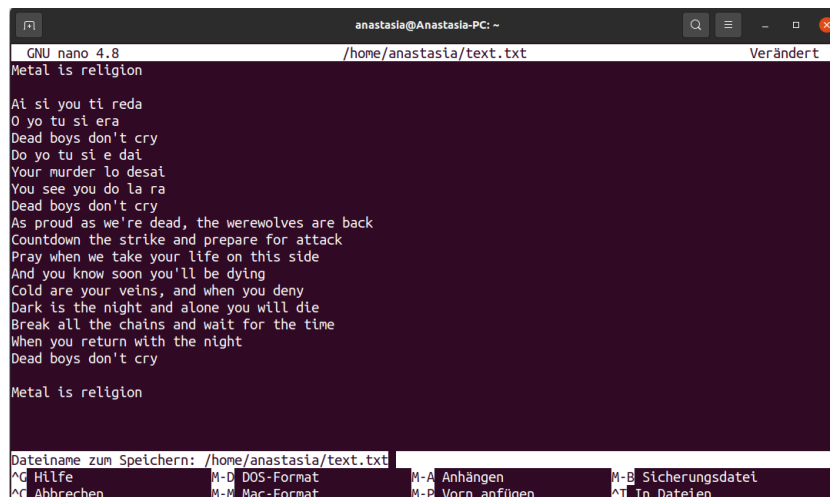 anastasia@Anastasia-PC: ~
GNU nano 4.8 /home/anastasia/text.txt Verändert
Metal is religion
Ai si you ti reda
O yo tu si era
Dead boys don't cry
Do yo tu si e dai
Your murder lo desai
You see you do la ra
Dead boys don't cry
As proud as we're dead, the werewolves are back
Countdown the strike and prepare for attack
Pray when we take your life on this side
And you know soon you'll be dying
Cold are your veins, and when you deny
Dark is the night and alone you will die
Break all the chains and wait for the time
When you return with the night
Dead boys don't cry
Metal is religion
Dateiname zum Speichern: /home/anastasia/text.txt
^G Hilfe M-D DOS-Format M-A Anhängen M-B Sicherungsdatei
^C Abbrechen M-M Mac-Format M-P Vorn anfügen ^T In Dateien